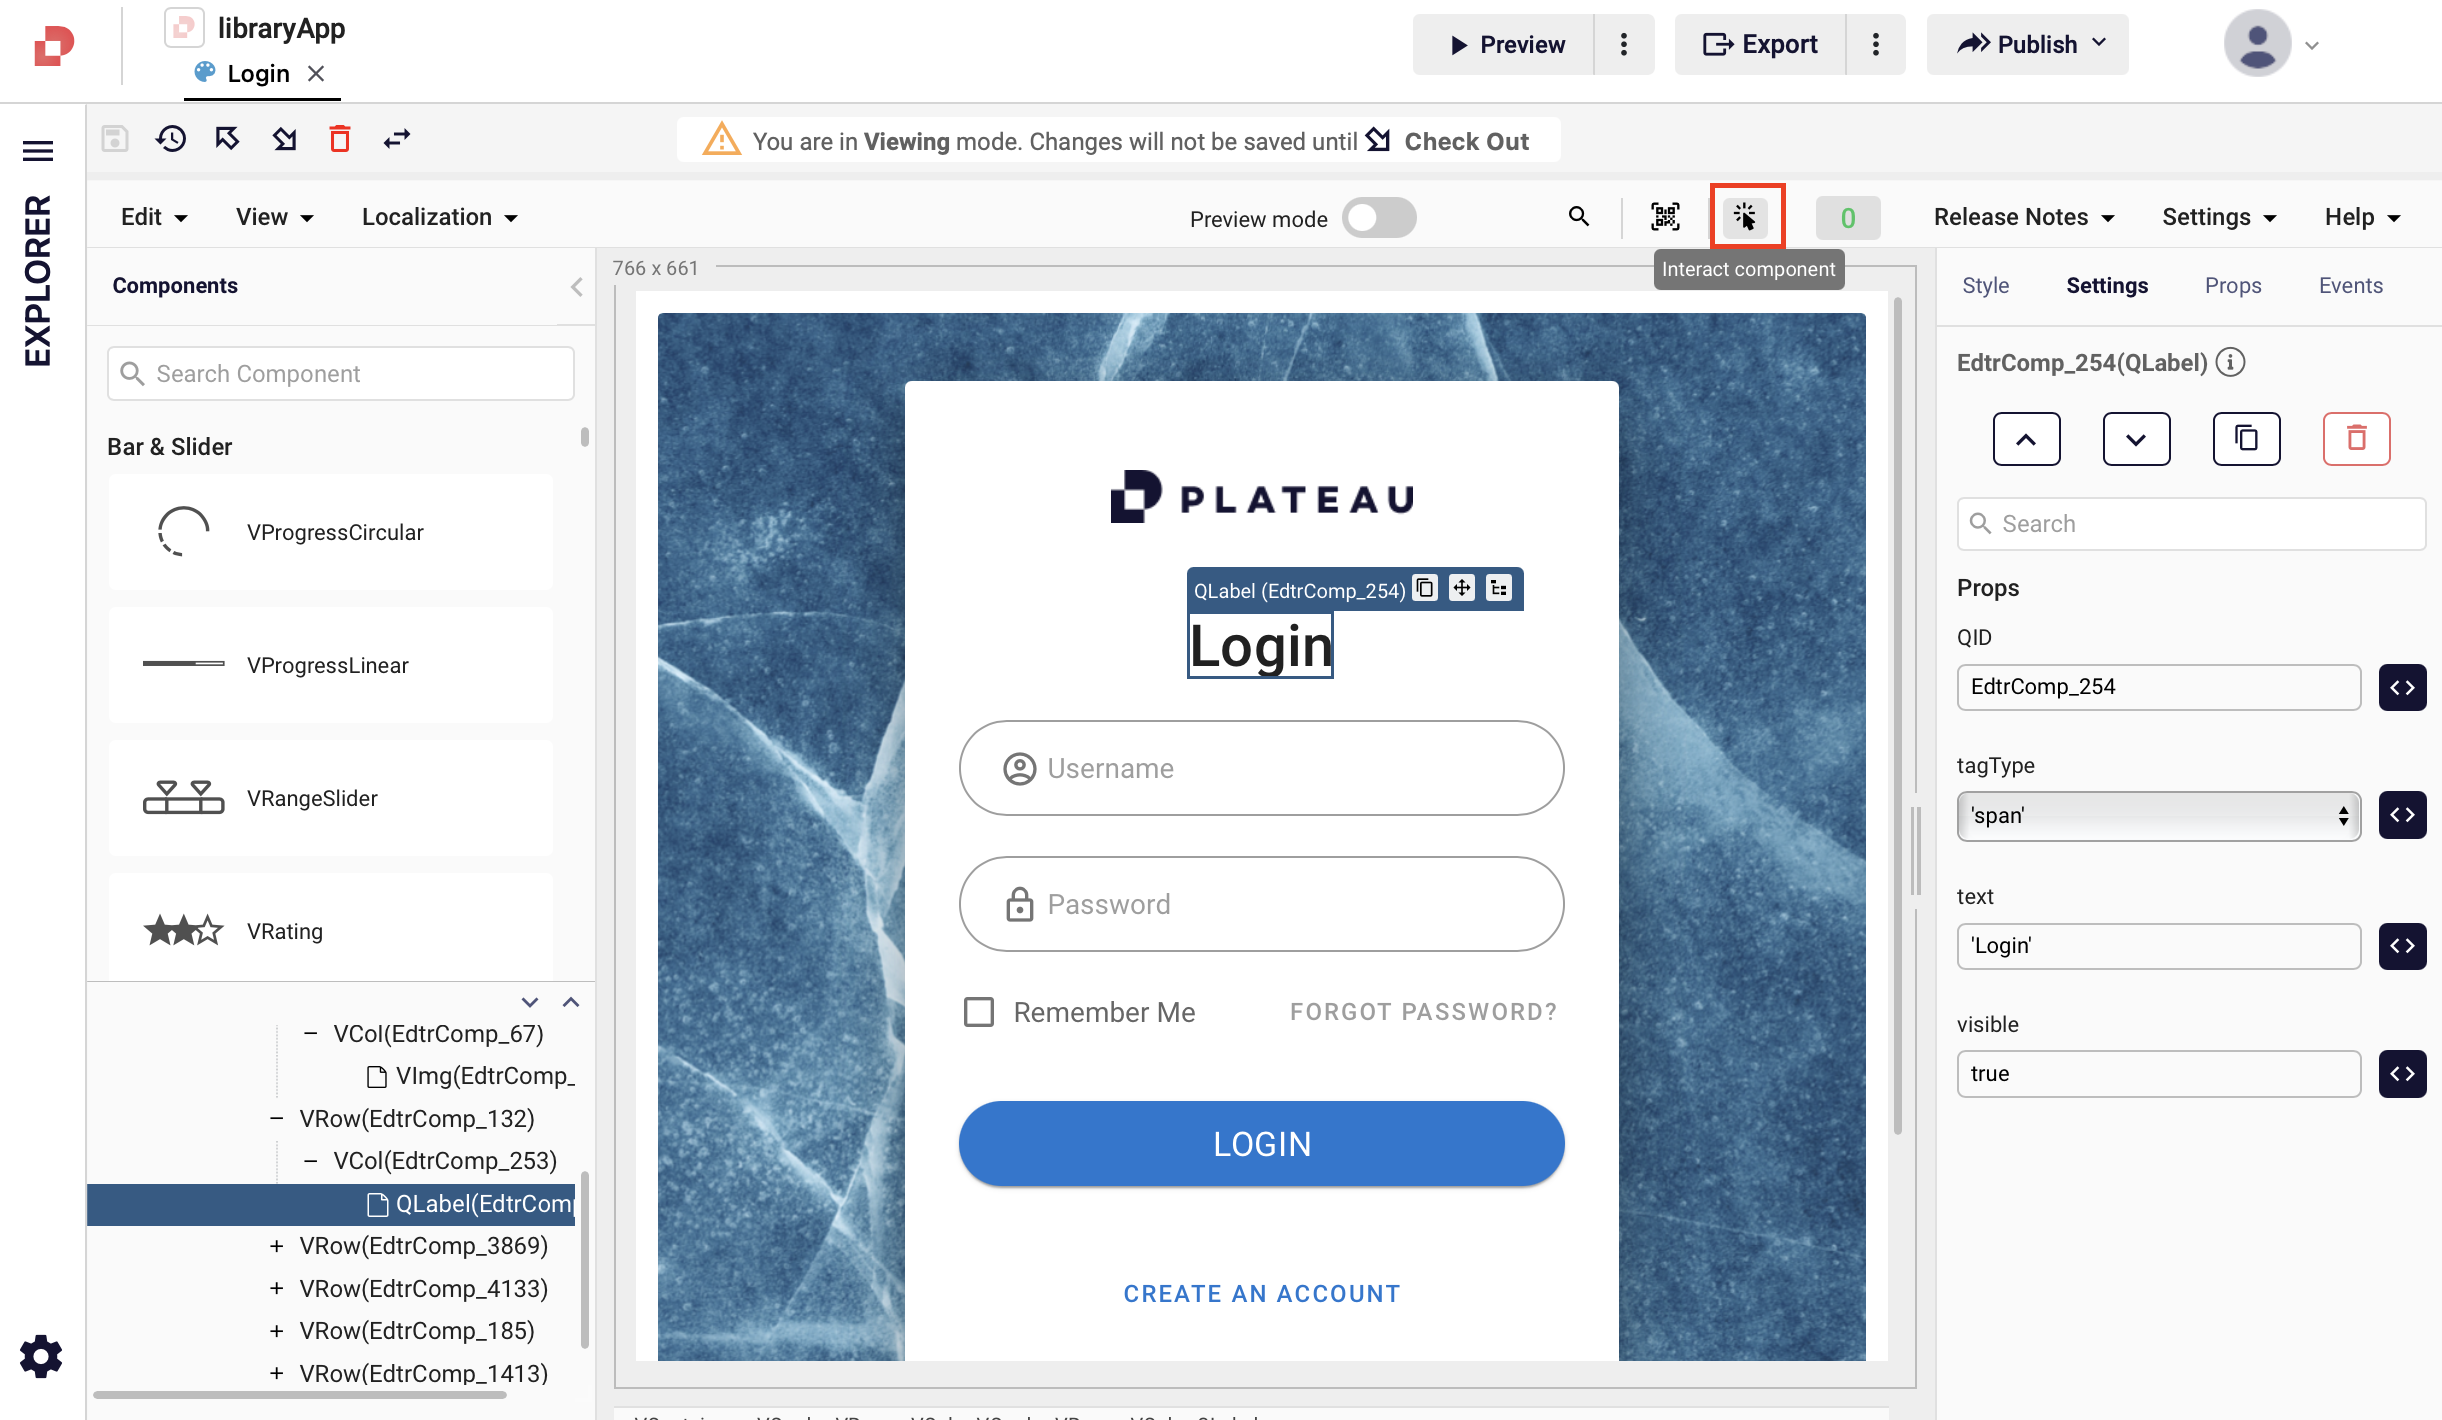 libraryApp
Login
Preview
Export
Publish
You are in Viewing mode. Changes will not be saved until Check Out
EXPLORER
Edit
View
Localization
Preview mode
0
Release Notes
Settings
Help
Interact component
Components
Search Component
Bar & Slider
VProgressCircular
VProgressLinear
VRangeSlider
VRating
VCol(EdtrComp_67)
VImg(EdtrComp_
VRow(EdtrComp_132)
VCol(EdtrComp_253)
QLabel(EdtrComp
VRow(EdtrComp_3869)
VRow(EdtrComp_4133)
VRow(EdtrComp_185)
VRow(EdtrComp_1413)
766 x 661
PLATEAU
QLabel (EdtrComp_254)
Login
Username
Password
Remember Me
FORGOT PASSWORD?
LOGIN
CREATE AN ACCOUNT
Style
Settings
Props
Events
EdtrComp_254(QLabel)
Search
Props
QID
EdtrComp_254
tagType
'span'
text
'Login'
visible
true